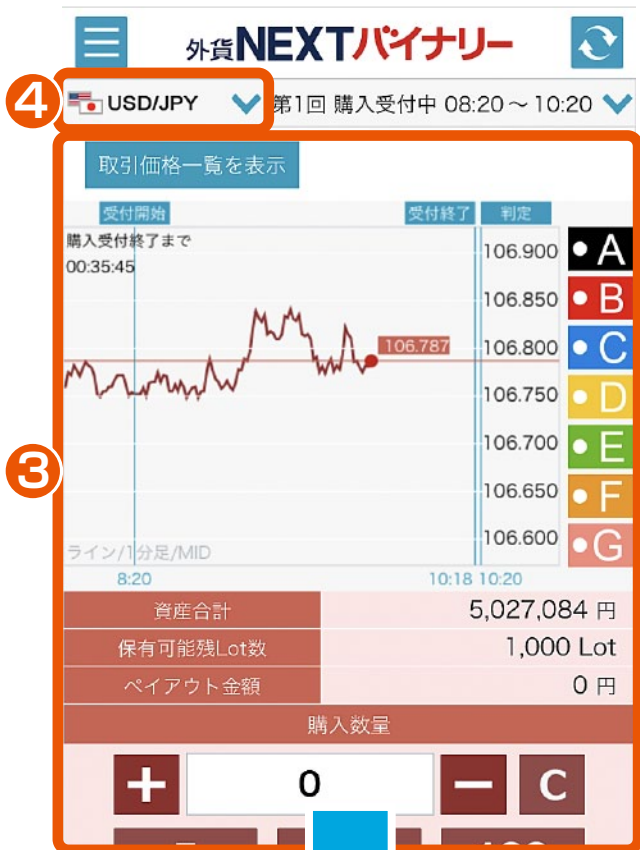 外貨NEXTバイナリー
4 USD/JPY 第1回 購入受付中 08:20～10:20
取引価格一覧を表示
受付開始 受付終了 判定
購入受付終了まで
00:35:45
106.900 A
106.850 B
106.787 106.800 C
106.750 D
106.700 E
3
106.650 F
106.600 G
ライン/1分足/MID
8:20 10:18 10:20
資産合計 5,027,084 円
保有可能残Lot数 1,000 Lot
ペイアウト金額 0 円
購入数量
+ 0 − C